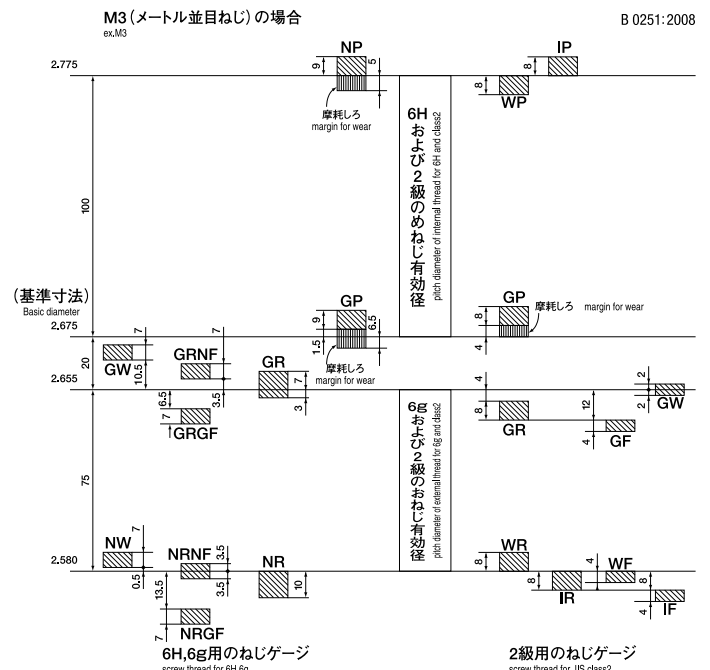 M3（メートル並目ねじ）の場合
ex.M3
B 0251:2008
NP
9
5
摩耗しろ
margin for wear
IP
8
WP
8
2.775
100
6Hおよび2級のめねじ有効径
pitch diameter of internal thread for 6H and class2
(基準寸法)
Basic diameter
2.675
GP
9
6.5
1.5
摩耗しろ
margin for wear
GP
8
4
摩耗しろ margin for wear
20
7
GW
10.5
GRNF
7
3.5
GR
7
3
2.655
6.5
7
GRGF
75
6gおよび2級のおねじ有効径
pitch diameter of external thread for 6g and class2
4
8
GR
12
4
GF
2
2
GW
NW
7
0.5
NRNF
3.5
3.5
NR
10
2.580
13.5
7
NRGF
WR
8
8
IR
4
WF
8
4
IF
6H,6g用のねじゲージ
screw thread for 6H,6g
2級用のねじゲージ
screw thread for JIS class2